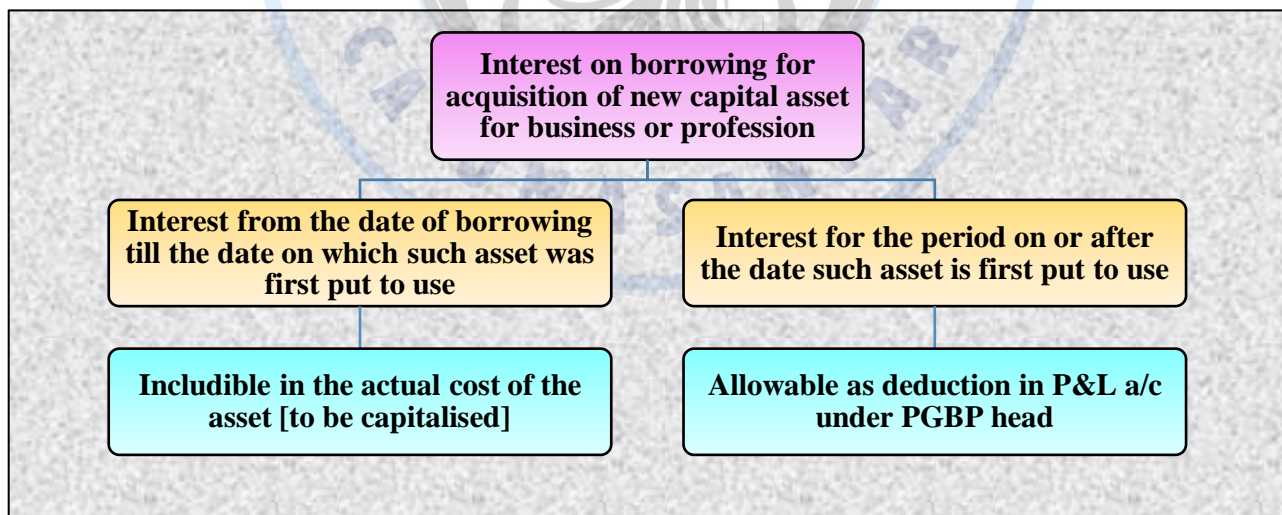 Interest on borrowing for
acquisition of new capital asset
for business or profession
Interest from the date of borrowing
till the date on which such asset was
first put to use
Interest for the period on or after
the date such asset is first put to use
Includible in the actual cost of the
asset [to be capitalised]
Allowable as deduction in P&L a/c
under PGBP head